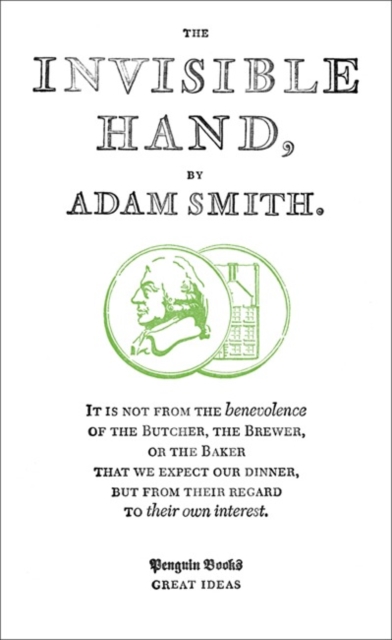 THE
INVISIBLE
HAND,
BY
ADAM SMITH.
IT IS NOT FROM THE benevolence
OF THE BUTCHER, THE BREWER,
OR THE BAKER
THAT WE EXPECT OUR DINNER,
BUT FROM THEIR REGARD
TO their own interest.
Penguin Books
GREAT IDEAS